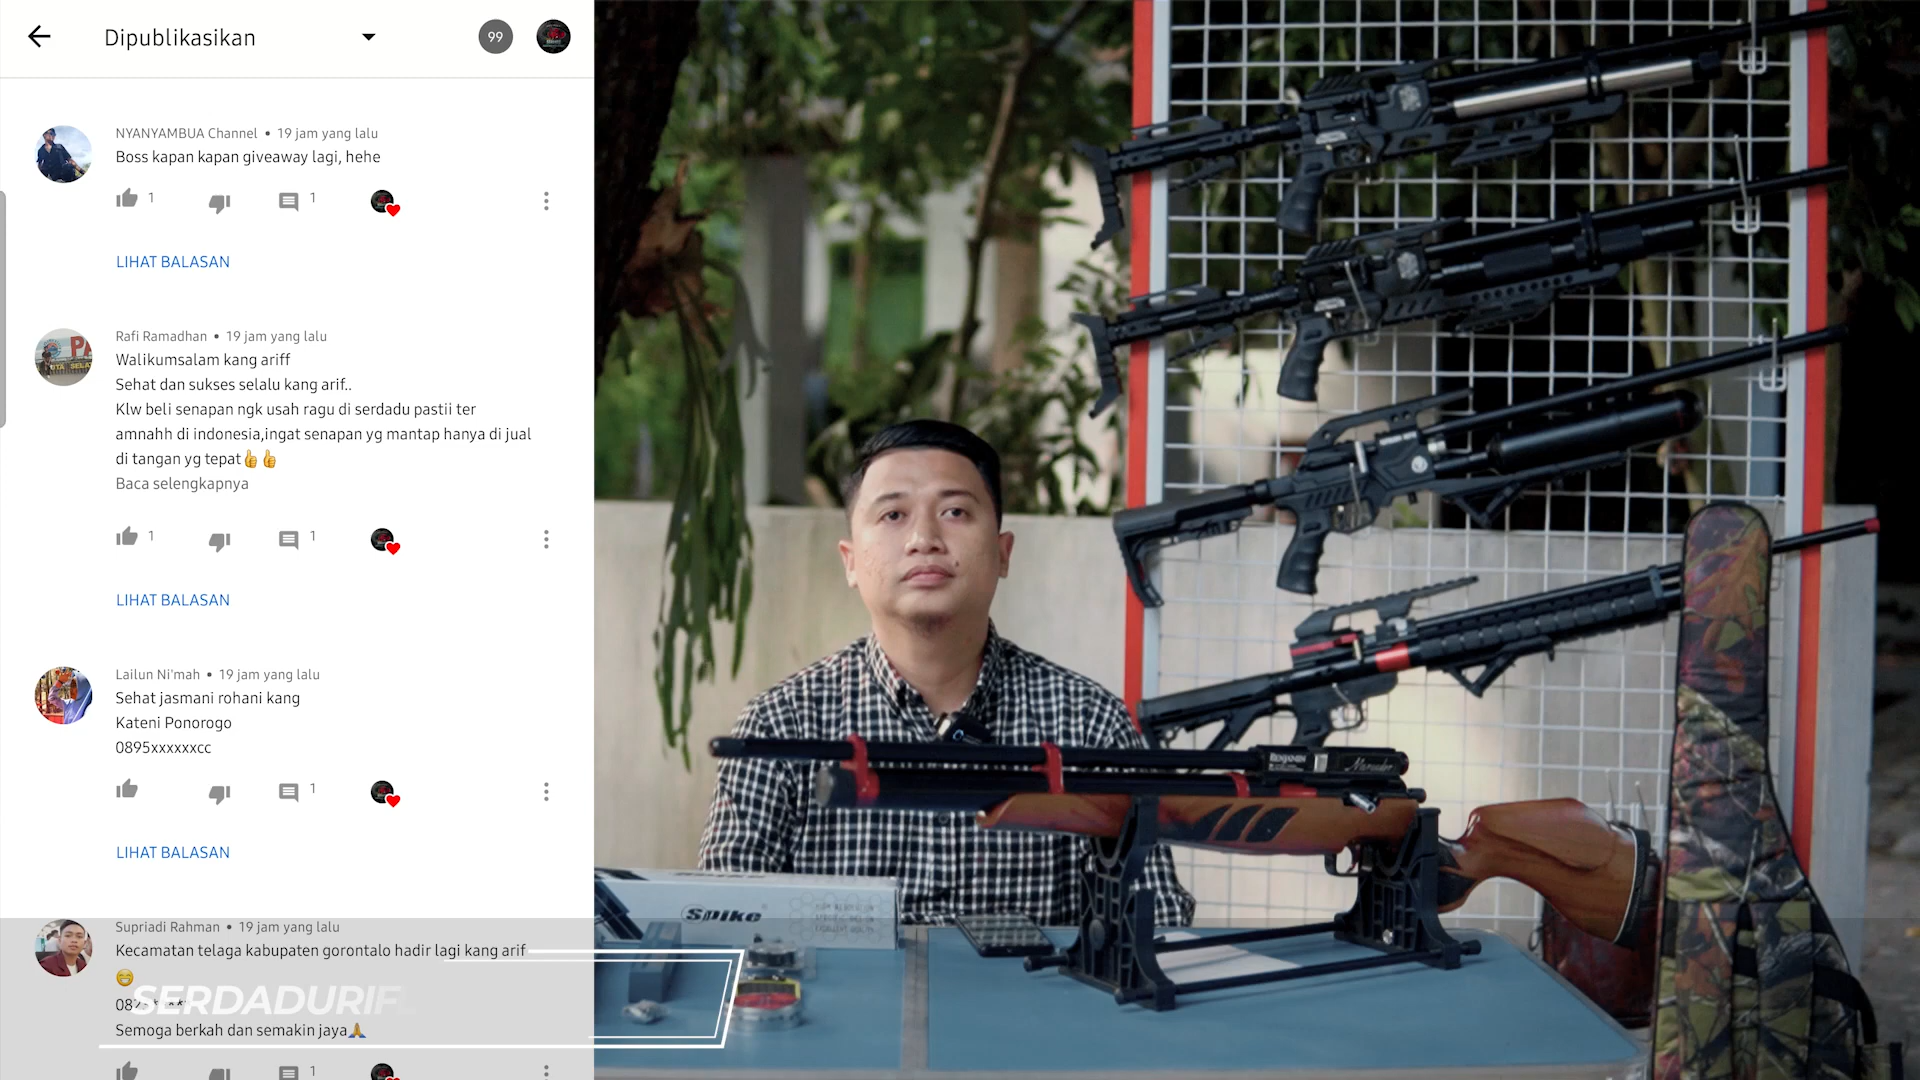 Dipublikasikan
99
NYANYAMBUA Channel • 19 jam yang lalu
Boss kapan kapan giveaway lagi, hehe
1
1
LIHAT BALASAN
Rafi Ramadhan • 19 jam yang lalu
Walikumsalam kang ariff
Sehat dan sukses selalu kang arif..
Klw beli senapan ngk usah ragu di serdadu pastii ter
amnahh di indonesia,ingat senapan yg mantap hanya di jual
di tangan yg tepat👍👍
Baca selengkapnya
1
1
LIHAT BALASAN
Lailun Ni'mah • 19 jam yang lalu
Sehat jasmani rohani kang
Kateni Ponorogo
0895xxxxxxcc
1
LIHAT BALASAN
Supriadi Rahman • 19 jam yang lalu
Kecamatan telaga kabupaten gorontalo hadir lagi kang arif
😁
Semoga berkah dan semakin jaya🙏
1
SERDADURIF
Spike
BENJAMIN
Marauder